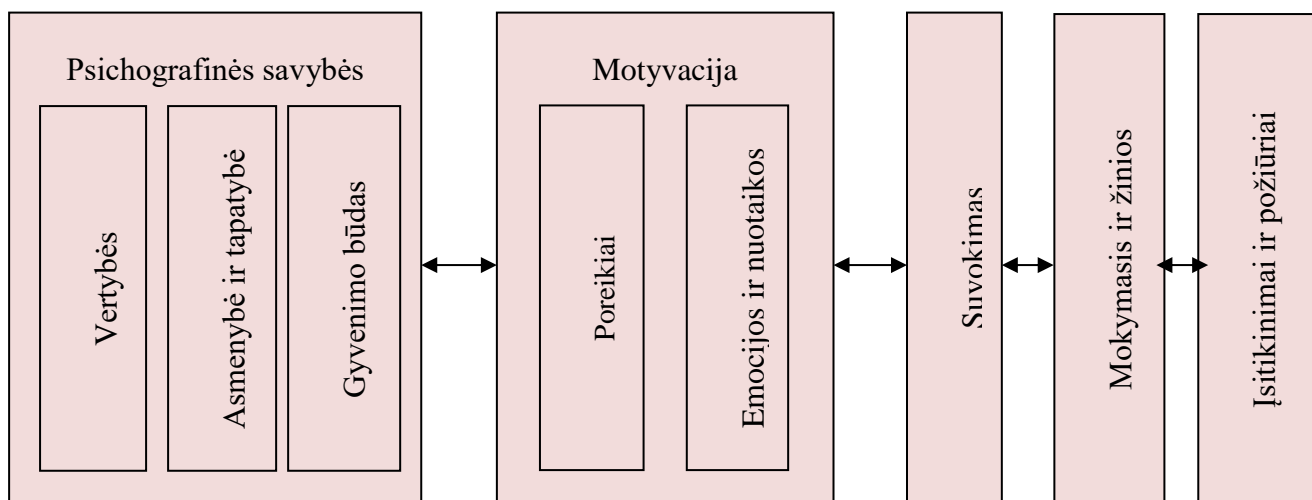 Psichografinės savybės
Vertybės
Asmenybė ir tapatybė
Gyvenimo būdas
Motyvacija
Poreikiai
Emocijos ir nuotaikos
Suvokimas
Mokymasis ir žinios
Įsitikinimai ir požiūriai